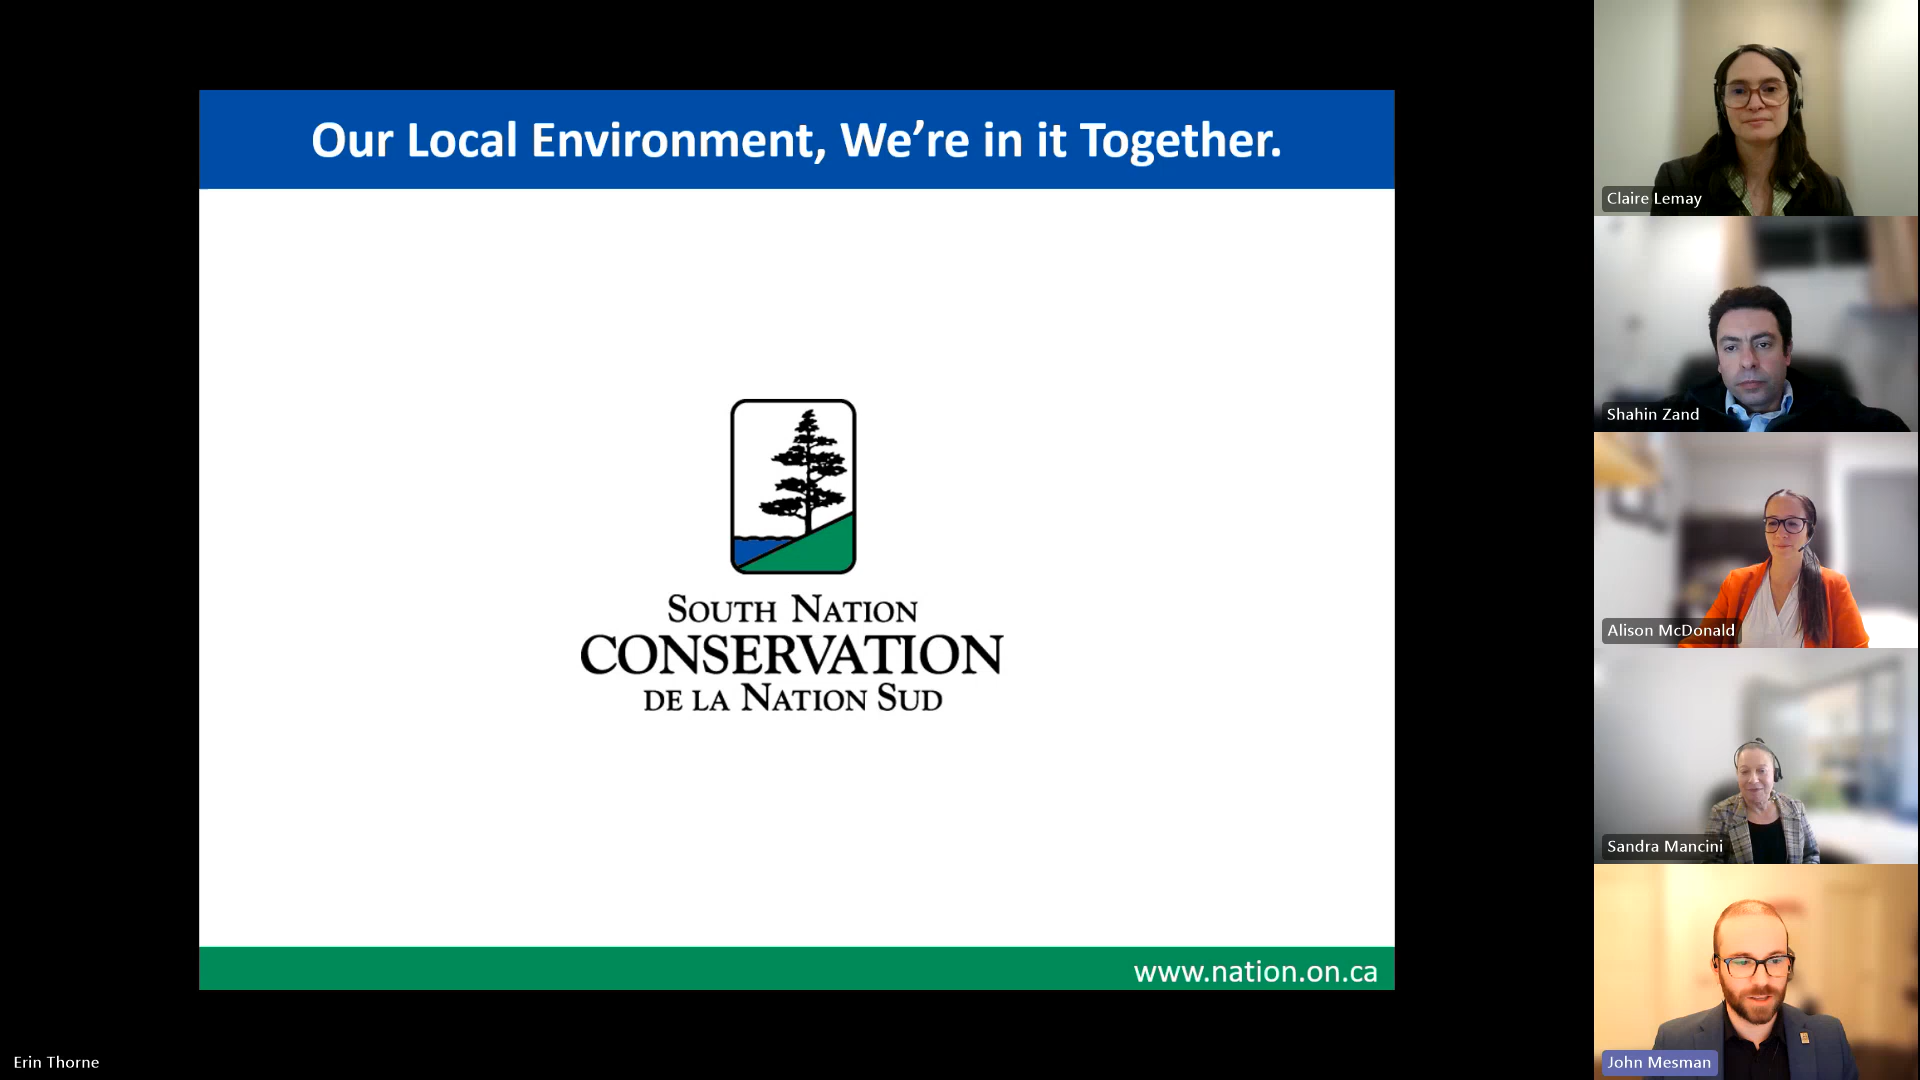 Our Local Environment, We're in it Together.
SOUTH NATION
CONSERVATION
DE LA NATION SUD
www.nation.on.ca
Erin Thorne
Claire Lemay
Shahin Zand
Alison McDonald
Sandra Mancini
John Mesman